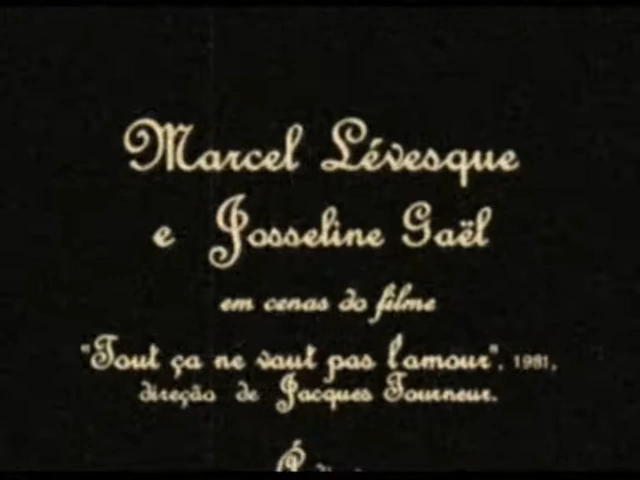 Marcel Lévesque
e Josseline Gaël
em cenas do filme
"Tout ça ne vaut pas l'amour", 1981,
direção de Jacques Tourneur.